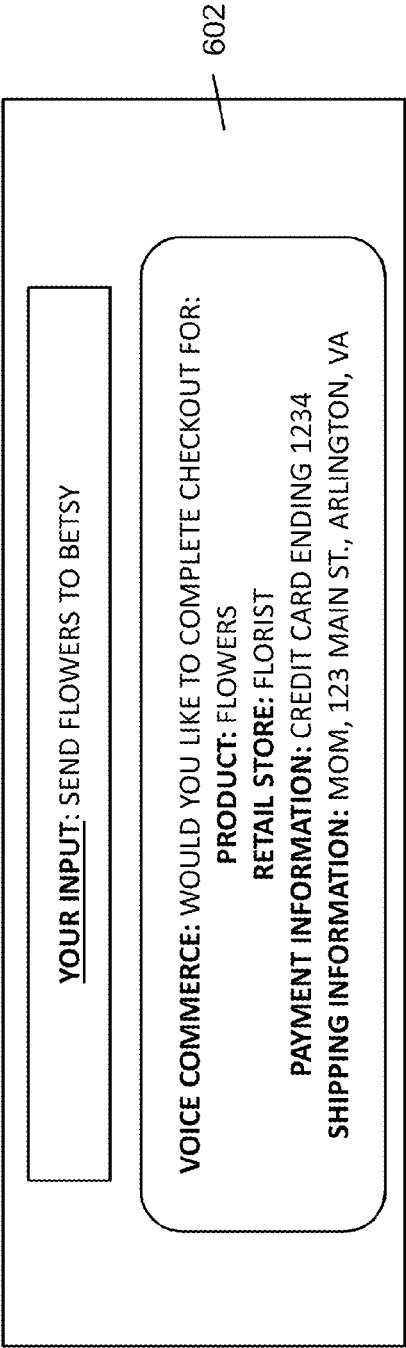 YOUR INPUT: SEND FLOWERS TO BETSY
VOICE COMMERCE: WOULD YOU LIKE TO COMPLETE CHECKOUT FOR:
PRODUCT: FLOWERS
RETAIL STORE: FLORIST
PAYMENT INFORMATION: CREDIT CARD ENDING 1234
SHIPPING INFORMATION: MOM, 123 MAIN ST., ARLINGTON, VA
602